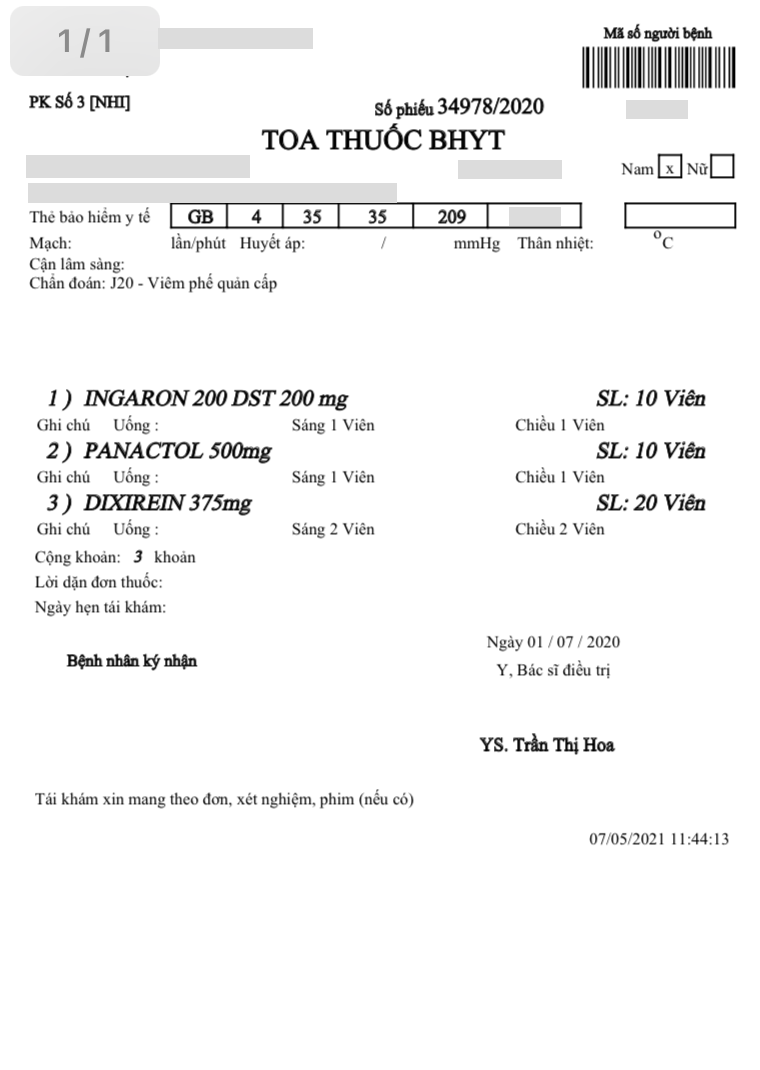 1/1
Mã số người bệnh
PK Số 3 [NHI]
Số phiếu 34978/2020
TOA THUỐC BHYT
Nam x Nữ
Thẻ bảo hiểm y tế GB 4 35 35 209
Mạch: lần/phút Huyết áp: / mmHg Thân nhiệt: °C
Cận lâm sàng:
Chẩn đoán: J20 - Viêm phế quản cấp
1 ) INGARON 200 DST 200 mg SL: 10 Viên
Ghi chú Uống : Sáng 1 Viên Chiều 1 Viên
2 ) PANACTOL 500mg SL: 10 Viên
Ghi chú Uống : Sáng 1 Viên Chiều 1 Viên
3 ) DIXIREIN 375mg SL: 20 Viên
Ghi chú Uống : Sáng 2 Viên Chiều 2 Viên
Cộng khoản: 3 khoản
Lời dặn đơn thuốc:
Ngày hẹn tái khám:
Ngày 01 / 07 / 2020
Bệnh nhân ký nhận
Y, Bác sĩ điều trị
YS. Trần Thị Hoa
Tái khám xin mang theo đơn, xét nghiệm, phim (nếu có)
07/05/2021 11:44:13